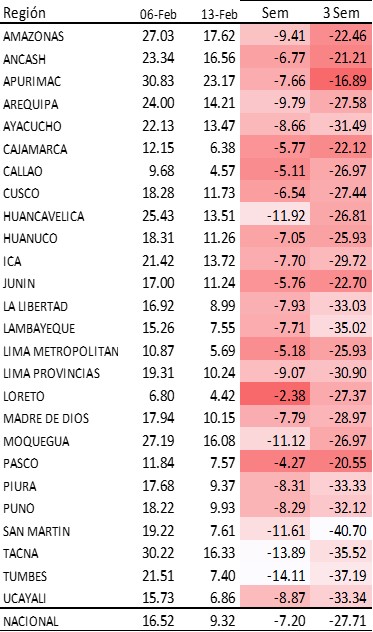 Región 06-Feb 13-Feb Sem 3 Sem
AMAZONAS 27.03 17.62 -9.41 -22.46
ANCASH 23.34 16.56 -6.77 -21.21
APURIMAC 30.83 23.17 -7.66 -16.89
AREQUIPA 24.00 14.21 -9.79 -27.58
AYACUCHO 22.13 13.47 -8.66 -31.49
CAJAMARCA 12.15 6.38 -5.77 -22.12
CALLAO 9.68 4.57 -5.11 -26.97
CUSCO 18.28 11.73 -6.54 -27.44
HUANCAVELICA 25.43 13.51 -11.92 -26.81
HUANUCO 18.31 11.26 -7.05 -25.93
ICA 21.42 13.72 -7.70 -29.72
JUNIN 17.00 11.24 -5.76 -22.70
LA LIBERTAD 16.92 8.99 -7.93 -33.03
LAMBAYEQUE 15.26 7.55 -7.71 -35.02
LIMA METROPOLITAN 10.87 5.69 -5.18 -25.93
LIMA PROVINCIAS 19.31 10.24 -9.07 -30.90
LORETO 6.80 4.42 -2.38 -27.37
MADRE DE DIOS 17.94 10.15 -7.79 -28.97
MOQUEGUA 27.19 16.08 -11.12 -26.97
PASCO 11.84 7.57 -4.27 -20.55
PIURA 17.68 9.37 -8.31 -33.33
PUNO 18.22 9.93 -8.29 -32.12
SAN MARTIN 19.22 7.61 -11.61 -40.70
TACNA 30.22 16.33 -13.89 -35.52
TUMBES 21.51 7.40 -14.11 -37.19
UCAYALI 15.73 6.86 -8.87 -33.34
NACIONAL 16.52 9.32 -7.20 -27.71